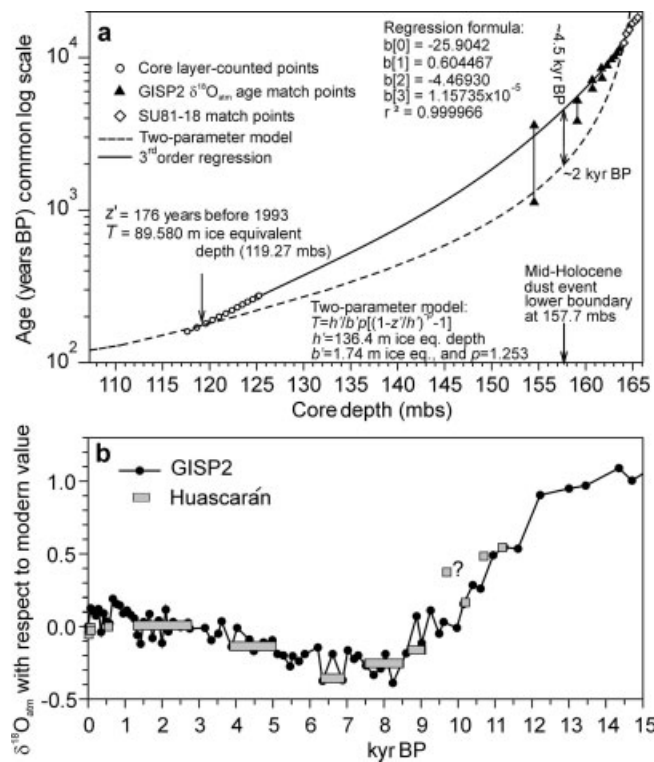 a
Age (years BP) common log scale
10⁴
10³
10²
Core layer-counted points
GISP2 δ¹⁸Oatm age match points
SU81-18 match points
Two-parameter model
3rd order regression
Regression formula:
b[0] = -25.9042
b[1] = 0.604467
b[2] = -4.46930
b[3] = 1.15735x10⁻⁵
r² = 0.999966
~4.5 kyr BP
~2 kyr BP
z' = 176 years before 1993
T = 89.580 m ice equivalent
depth (119.27 mbs)
Two-parameter model:
T=h'/b'p[(1-z'/h') -1]
h'=136.4 m ice eq. depth
b'=1.74 m ice eq., and p=1.253
Mid-Holocene
dust event
lower boundary
at 157.7 mbs
110 115 120 125 130 135 140 145 150 155 160 165
Core depth (mbs)
b
GISP2
Huascarán
?
δ¹⁸Oatm with respect to modern value
1.0
0.5
0.0
-0.5
0 1 2 3 4 5 6 7 8 9 10 11 12 13 14 15
kyr BP